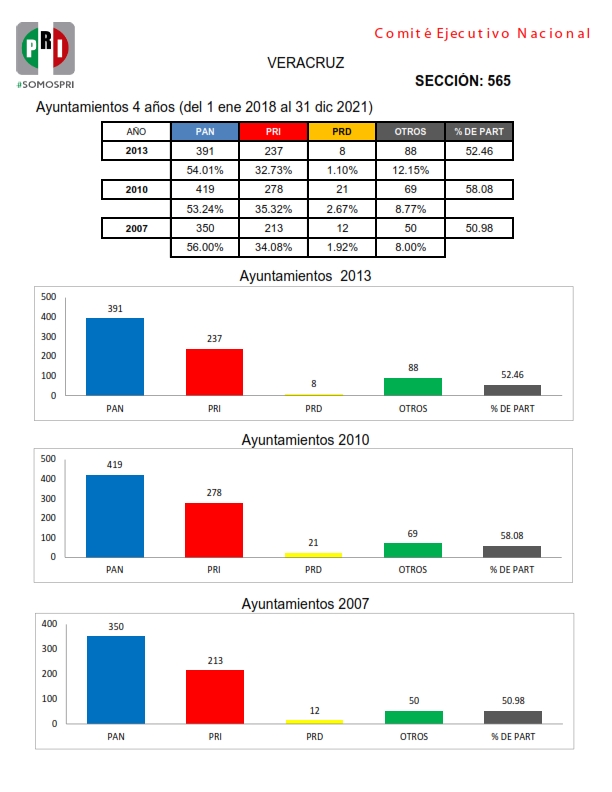 Comité Ejecutivo Nacional
PRI
#SOMOSPRI
VERACRUZ
SECCIÓN: 565
Ayuntamientos 4 años (del 1 ene 2018 al 31 dic 2021)
AÑO PAN PRI PRD OTROS % DE PART
2013 391 237 8 88 52.46
54.01% 32.73% 1.10% 12.15%
2010 419 278 21 69 58.08
53.24% 35.32% 2.67% 8.77%
2007 350 213 12 50 50.98
56.00% 34.08% 1.92% 8.00%
Ayuntamientos 2013
500
400
300
200
100
0
391
237
8
88
52.46
PAN PRI PRD OTROS % DE PART
Ayuntamientos 2010
500
400
300
200
100
0
419
278
21
69
58.08
PAN PRI PRD OTROS % DE PART
Ayuntamientos 2007
400
300
200
100
0
350
213
12
50
50.98
PAN PRI PRD OTROS % DE PART